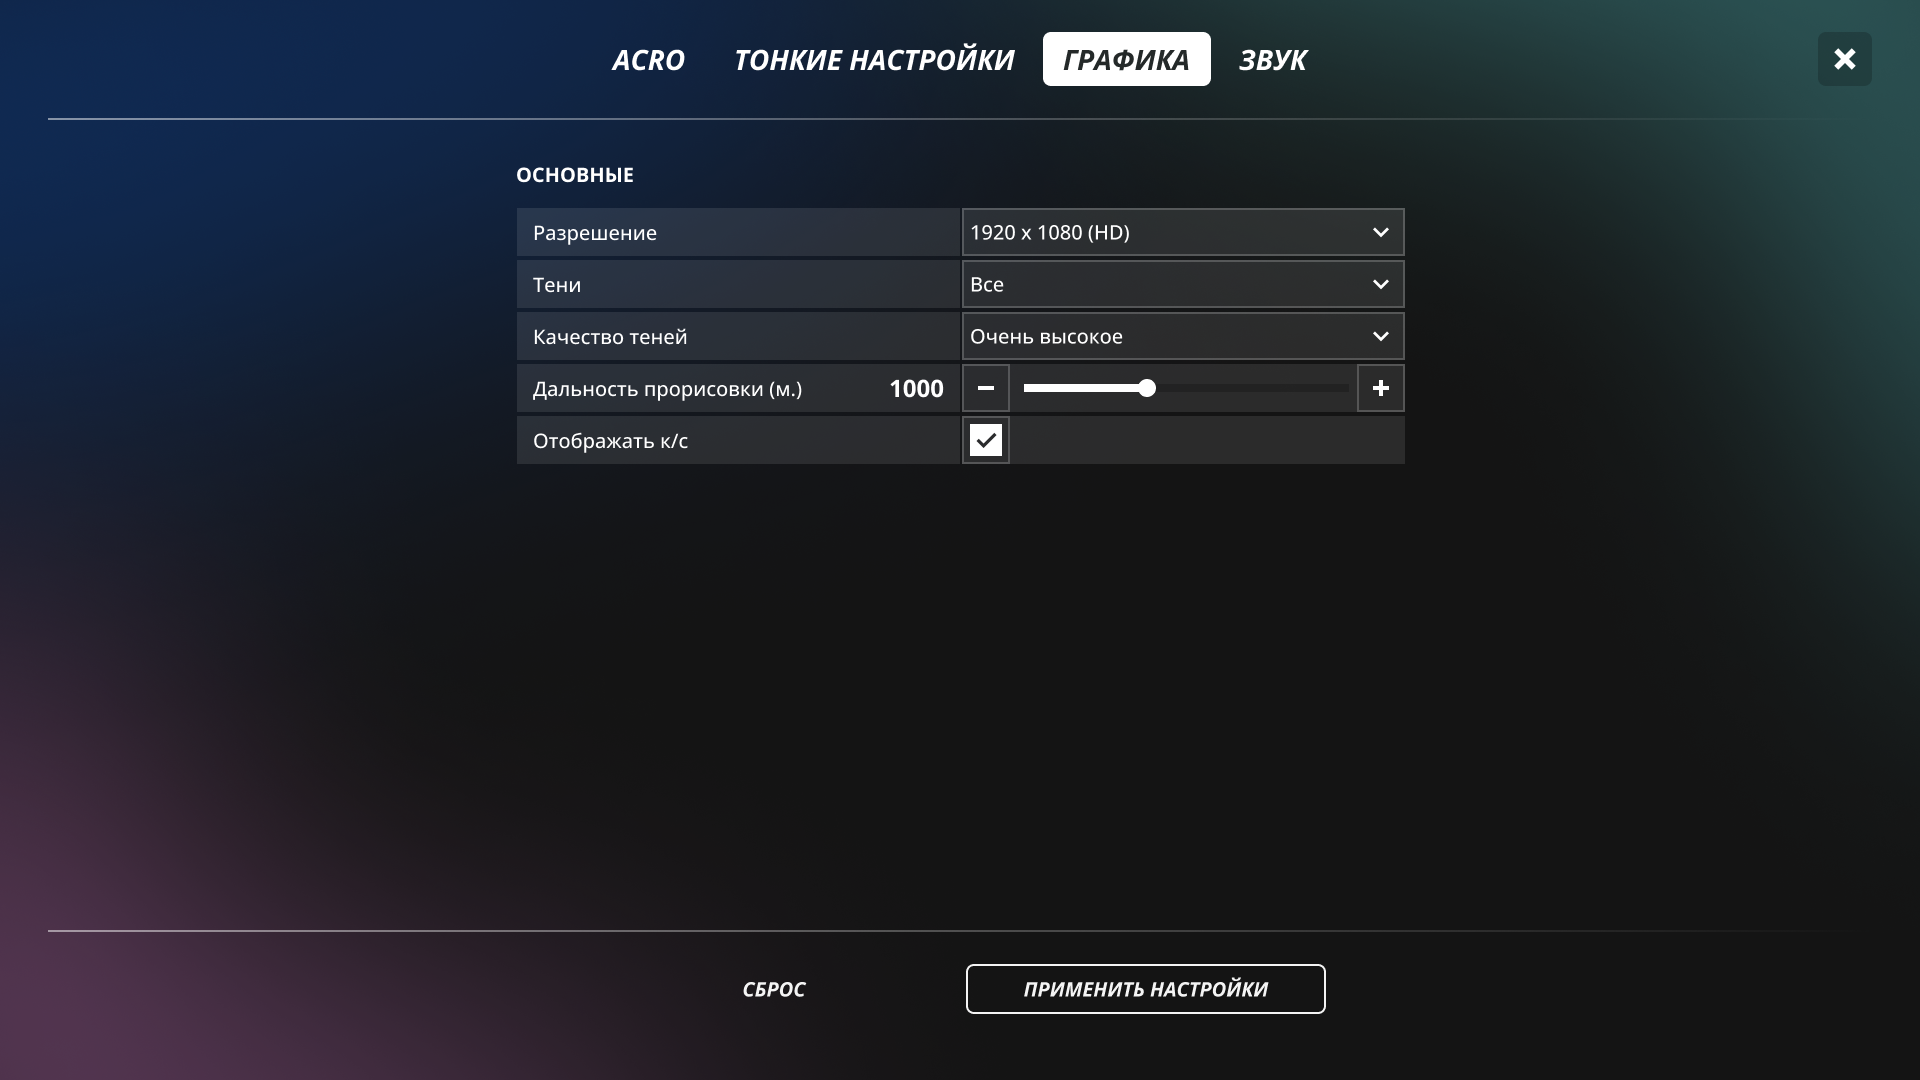 ACRO ТОНКИЕ НАСТРОЙКИ ГРАФИКА ЗВУК
ОСНОВНЫЕ
Разрешение 1920 x 1080 (HD)
Тени Все
Качество теней Очень высокое
Дальность прорисовки (м.) 1000
Отображать к/с
СБРОС ПРИМЕНИТЬ НАСТРОЙКИ